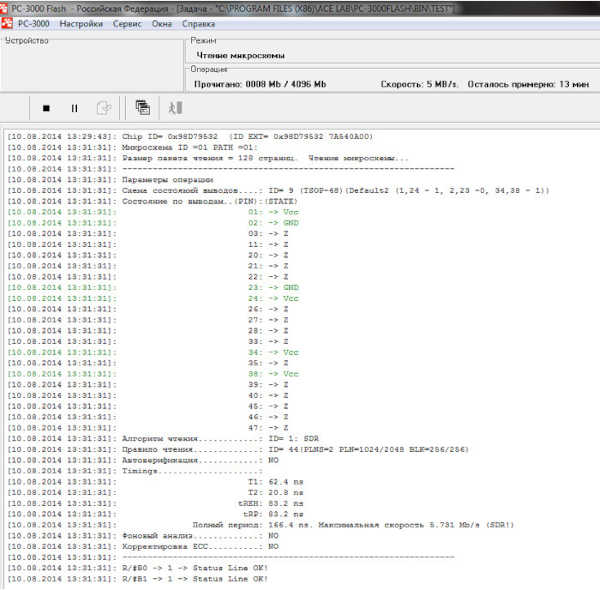 PC-3000 Flash - Российская Федерация - [Задача - "C:\PROGRAM FILES (X86)\ACE LAB\PC-3000FLASH\BIN\TEST"]
PC-3000 Настройки Сервис Окна Справка
Устройство
Режим
Чтение микросхемы
Операция
Прочитано: 0008 Mb / 4096 Mb Скорость: 5 MB/s. Осталось примерно: 13 мин
[10.08.2014 13:29:43]: Chip ID= 0x98D79532 (ID EXT= 0x98D79532 7A540A00)
[10.08.2014 13:31:31]: Микросхема ID =01 PATH =01:
[10.08.2014 13:31:31]: Размер пакета чтения = 128 страниц. Чтение микросхемы...
[10.08.2014 13:31:31]: ----------------------------------------------------------------
[10.08.2014 13:31:31]: Параметры операции
[10.08.2014 13:31:31]: Схема состояний выводов....: ID= 9 (TSOP-48)(Default2 (1,24 - 1, 2,23 -0, 34,38 - 1))
[10.08.2014 13:31:31]: Состояние по выводам..(PIN):(STATE)
[10.08.2014 13:31:31]: 01: -> Vcc
[10.08.2014 13:31:31]: 02: -> GND
[10.08.2014 13:31:31]: 03: -> Z
[10.08.2014 13:31:31]: 11: -> Z
[10.08.2014 13:31:31]: 20: -> Z
[10.08.2014 13:31:31]: 21: -> Z
[10.08.2014 13:31:31]: 22: -> Z
[10.08.2014 13:31:31]: 23: -> GND
[10.08.2014 13:31:31]: 24: -> Vcc
[10.08.2014 13:31:31]: 26: -> Z
[10.08.2014 13:31:31]: 27: -> Z
[10.08.2014 13:31:31]: 28: -> Z
[10.08.2014 13:31:31]: 33: -> Z
[10.08.2014 13:31:31]: 34: -> Vcc
[10.08.2014 13:31:31]: 35: -> Z
[10.08.2014 13:31:31]: 38: -> Vcc
[10.08.2014 13:31:31]: 39: -> Z
[10.08.2014 13:31:31]: 40: -> Z
[10.08.2014 13:31:31]: 45: -> Z
[10.08.2014 13:31:31]: 46: -> Z
[10.08.2014 13:31:31]: 47: -> Z
[10.08.2014 13:31:31]: Алгоритм чтения............: ID= 1: SDR
[10.08.2014 13:31:31]: Правило чтения.............: ID= 44(PLNS=2 PLN=1024/2048 BLK=256/256)
[10.08.2014 13:31:31]: Автоверификация............: NO
[10.08.2014 13:31:31]: Timings....................:
[10.08.2014 13:31:31]: T1: 62.4 ns
[10.08.2014 13:31:31]: T2: 20.8 ns
[10.08.2014 13:31:31]: tREH: 83.2 ns
[10.08.2014 13:31:31]: tRP: 83.2 ns
[10.08.2014 13:31:31]: Полный период: 166.4 ns. Максимальная скорость 5.731 Mb/s (SDR!)
[10.08.2014 13:31:31]: Фоновый анализ.............: NO
[10.08.2014 13:31:31]: Корректировка ECC..........: NO
[10.08.2014 13:31:31]: ----------------------------------------------------------------
[10.08.2014 13:31:31]: R/#B0 -> 1 -> Status Line OK!
[10.08.2014 13:31:31]: R/#B1 -> 1 -> Status Line OK!